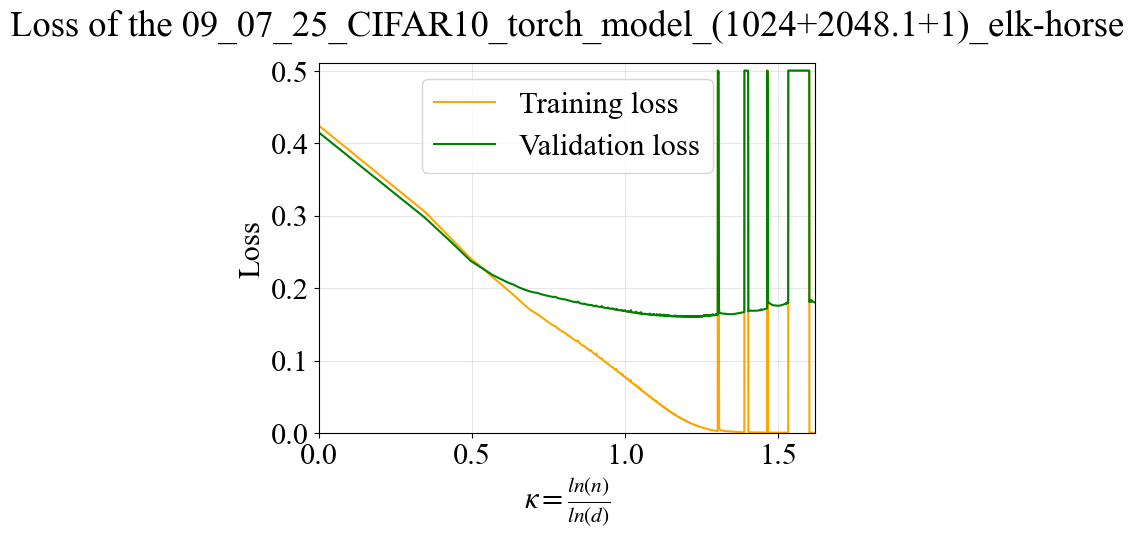 Loss of the 09_07_25_CIFAR10_torch_model_(1024+2048.1+1)_elk-horse
0.5
0.4
0.3
0.2
0.1
0.0
Loss
Training loss
Validation loss
0.0 0.5 1.0 1.5
κ = ln(n)/ln(d)